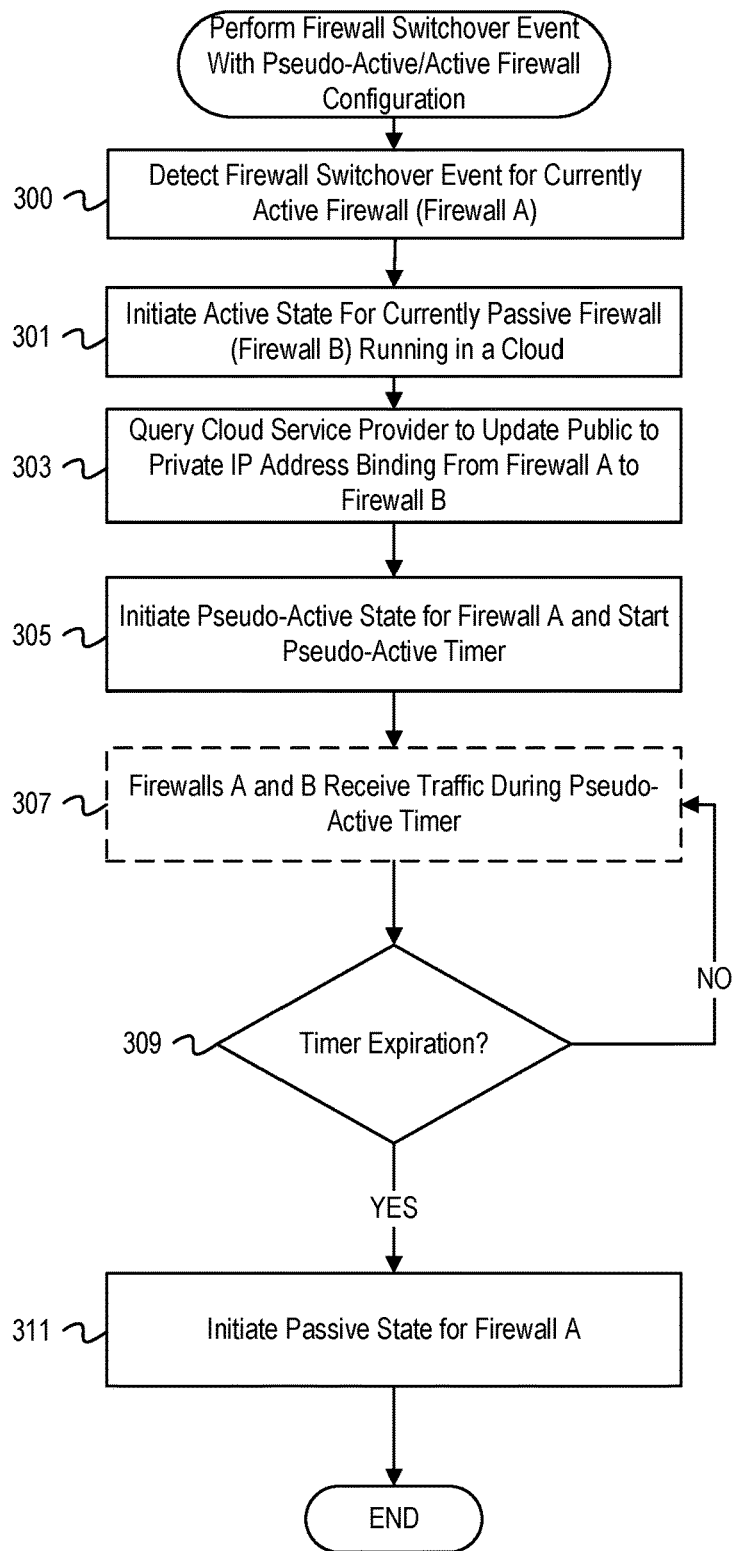 Perform Firewall Switchover Event
With Pseudo-Active/Active Firewall
Configuration
300
Detect Firewall Switchover Event for Currently
Active Firewall (Firewall A)
301
Initiate Active State For Currently Passive Firewall
(Firewall B) Running in a Cloud
303
Query Cloud Service Provider to Update Public to
Private IP Address Binding From Firewall A to
Firewall B
305
Initiate Pseudo-Active State for Firewall A and Start
Pseudo-Active Timer
307
Firewalls A and B Receive Traffic During Pseudo-
Active Timer
309
Timer Expiration?
NO
YES
311
Initiate Passive State for Firewall A
END